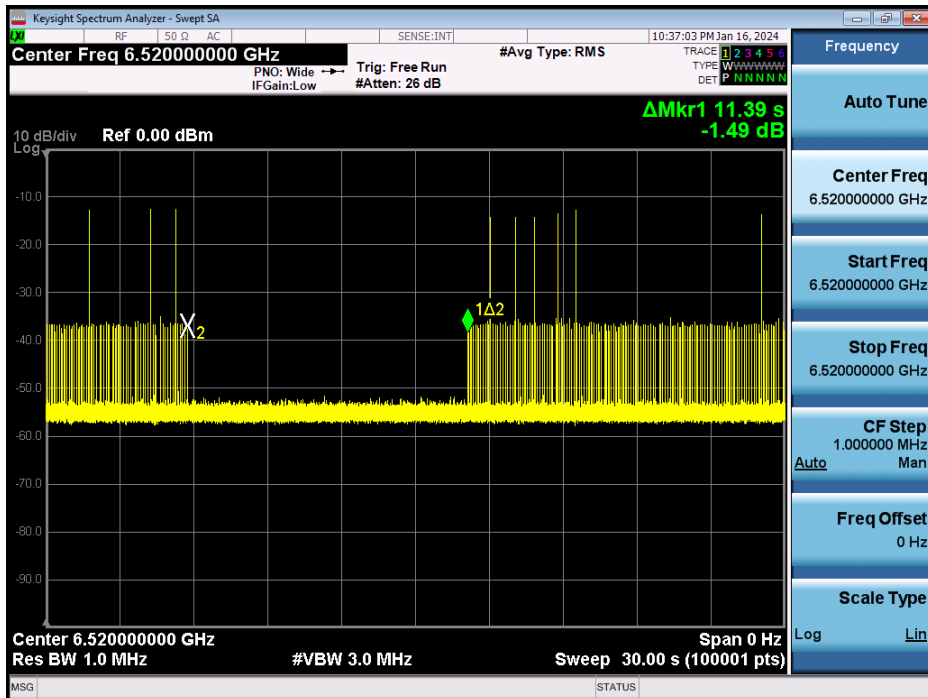 Keysight Spectrum Analyzer - Swept SA
LXI RF 50 Ω AC SENSE:INT 10:37:03 PM Jan 16, 2024
Center Freq 6.520000000 GHz
#Avg Type: RMS
TRACE 1 2 3 4 5 6
PNO: Wide
Trig: Free Run
TYPE WWWWWW
IFGain:Low
#Atten: 26 dB
DET P N N N N N
ΔMkr1 11.39 s
-1.49 dB
10 dB/div Ref 0.00 dBm
Log
-10.0
-20.0
-30.0
1Δ2
X2
-40.0
-50.0
-60.0
-70.0
-80.0
-90.0
Center 6.520000000 GHz Span 0 Hz
Res BW 1.0 MHz #VBW 3.0 MHz Sweep 30.00 s (100001 pts)
MSG STATUS
Frequency
Auto Tune
Center Freq
6.520000000 GHz
Start Freq
6.520000000 GHz
Stop Freq
6.520000000 GHz
CF Step
1.000000 MHz
Auto Man
Freq Offset
0 Hz
Scale Type
Log Lin